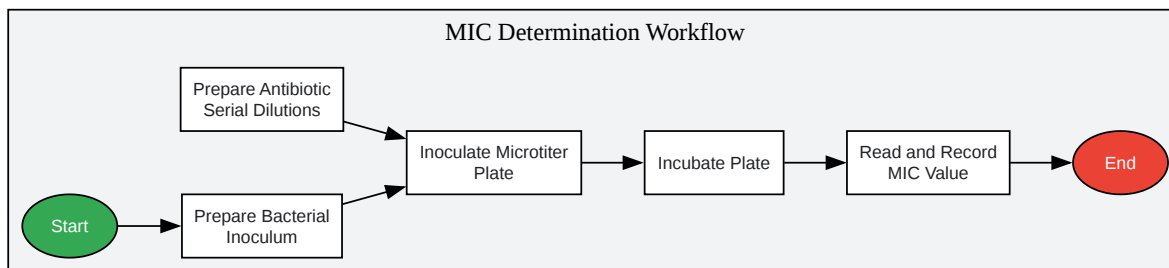 MIC Determination Workflow
Prepare Antibiotic
Serial Dilutions
Start
Prepare Bacterial
Inoculum
Inoculate Microtiter
Plate
Incubate Plate
Read and Record
MIC Value
End